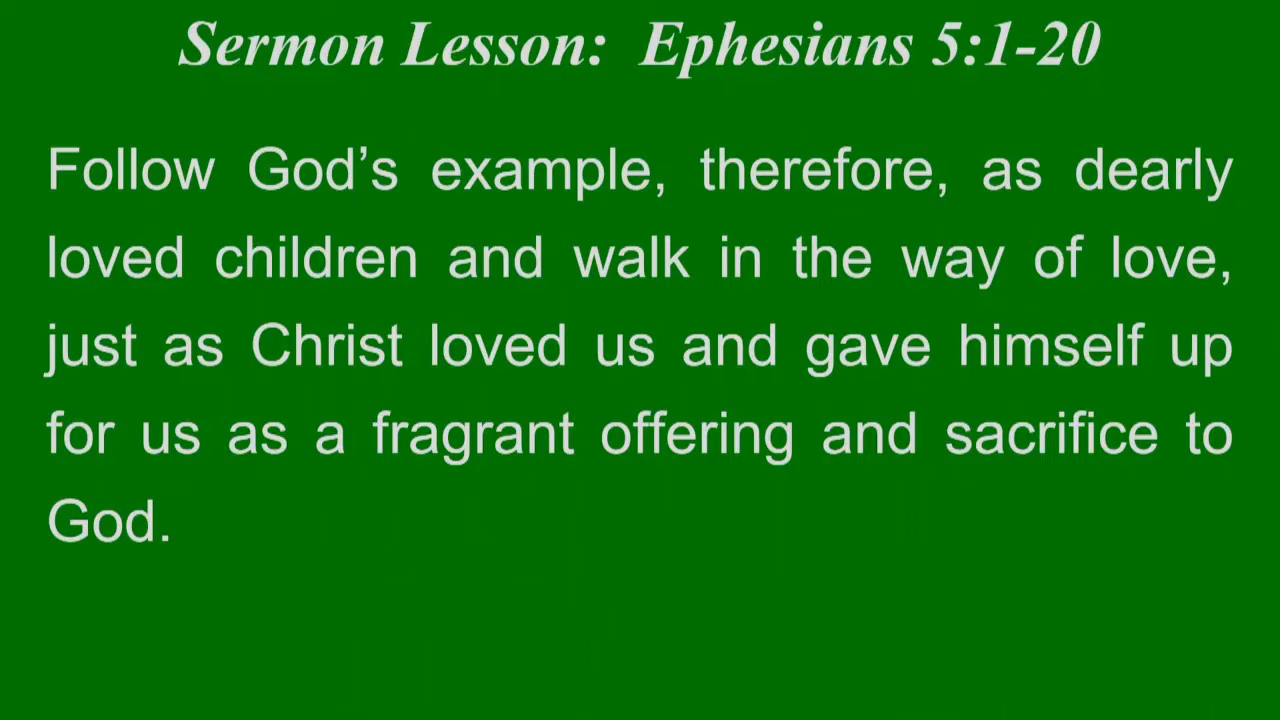 Sermon Lesson: Ephesians 5:1-20
Follow God’s example, therefore, as dearly
loved children and walk in the way of love,
just as Christ loved us and gave himself up
for us as a fragrant offering and sacrifice to
God.